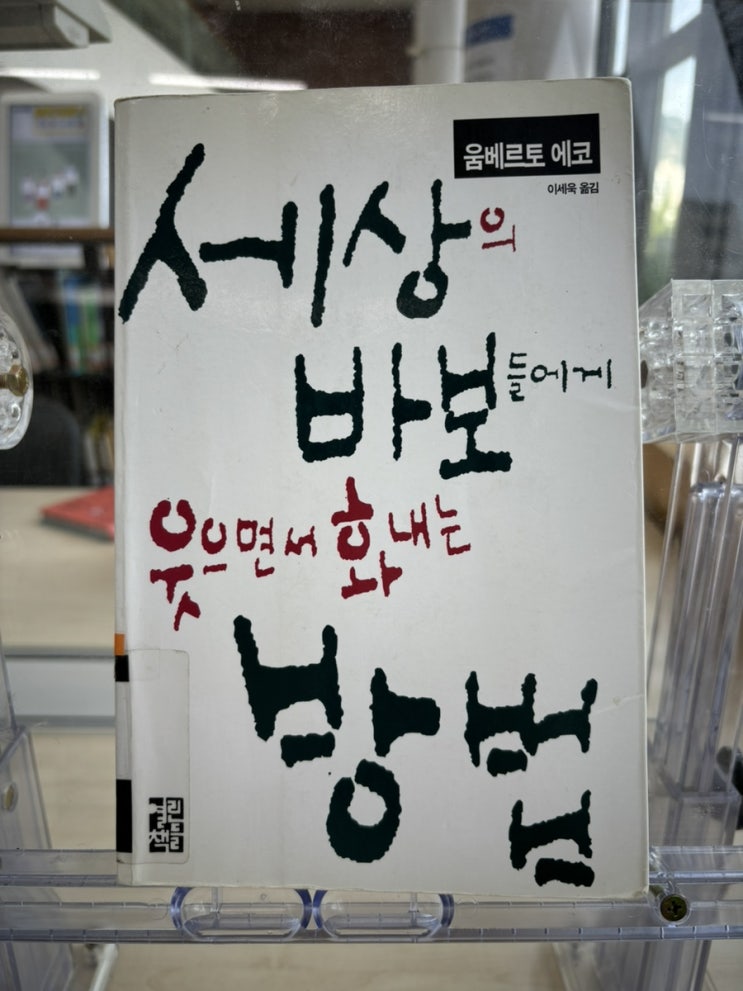 움베르토 에코
이세욱 옮김
세상의
바보들에게
웃으면서 화내는
방법
열린
책들